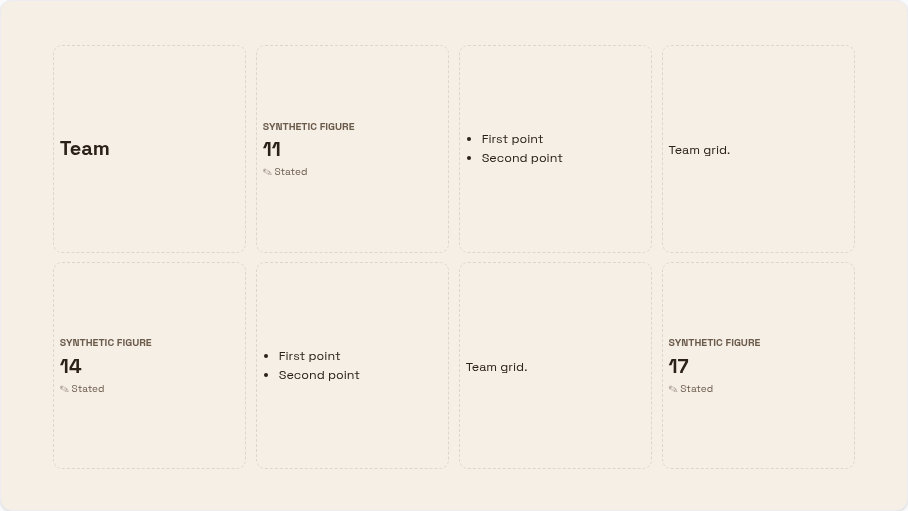 Team
SYNTHETIC FIGURE
11
✎ Stated
• First point
• Second point
Team grid.
SYNTHETIC FIGURE
14
✎ Stated
• First point
• Second point
Team grid.
SYNTHETIC FIGURE
17
✎ Stated